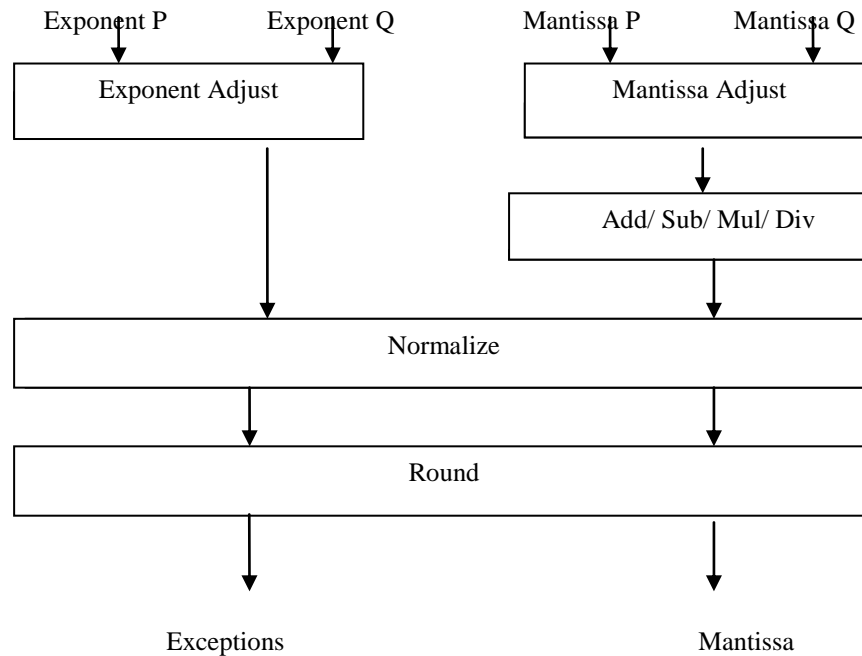 Exponent P Exponent Q Mantissa P Mantissa Q
Exponent Adjust Mantissa Adjust
Add/ Sub/ Mul/ Div
Normalize
Round
Exceptions Mantissa